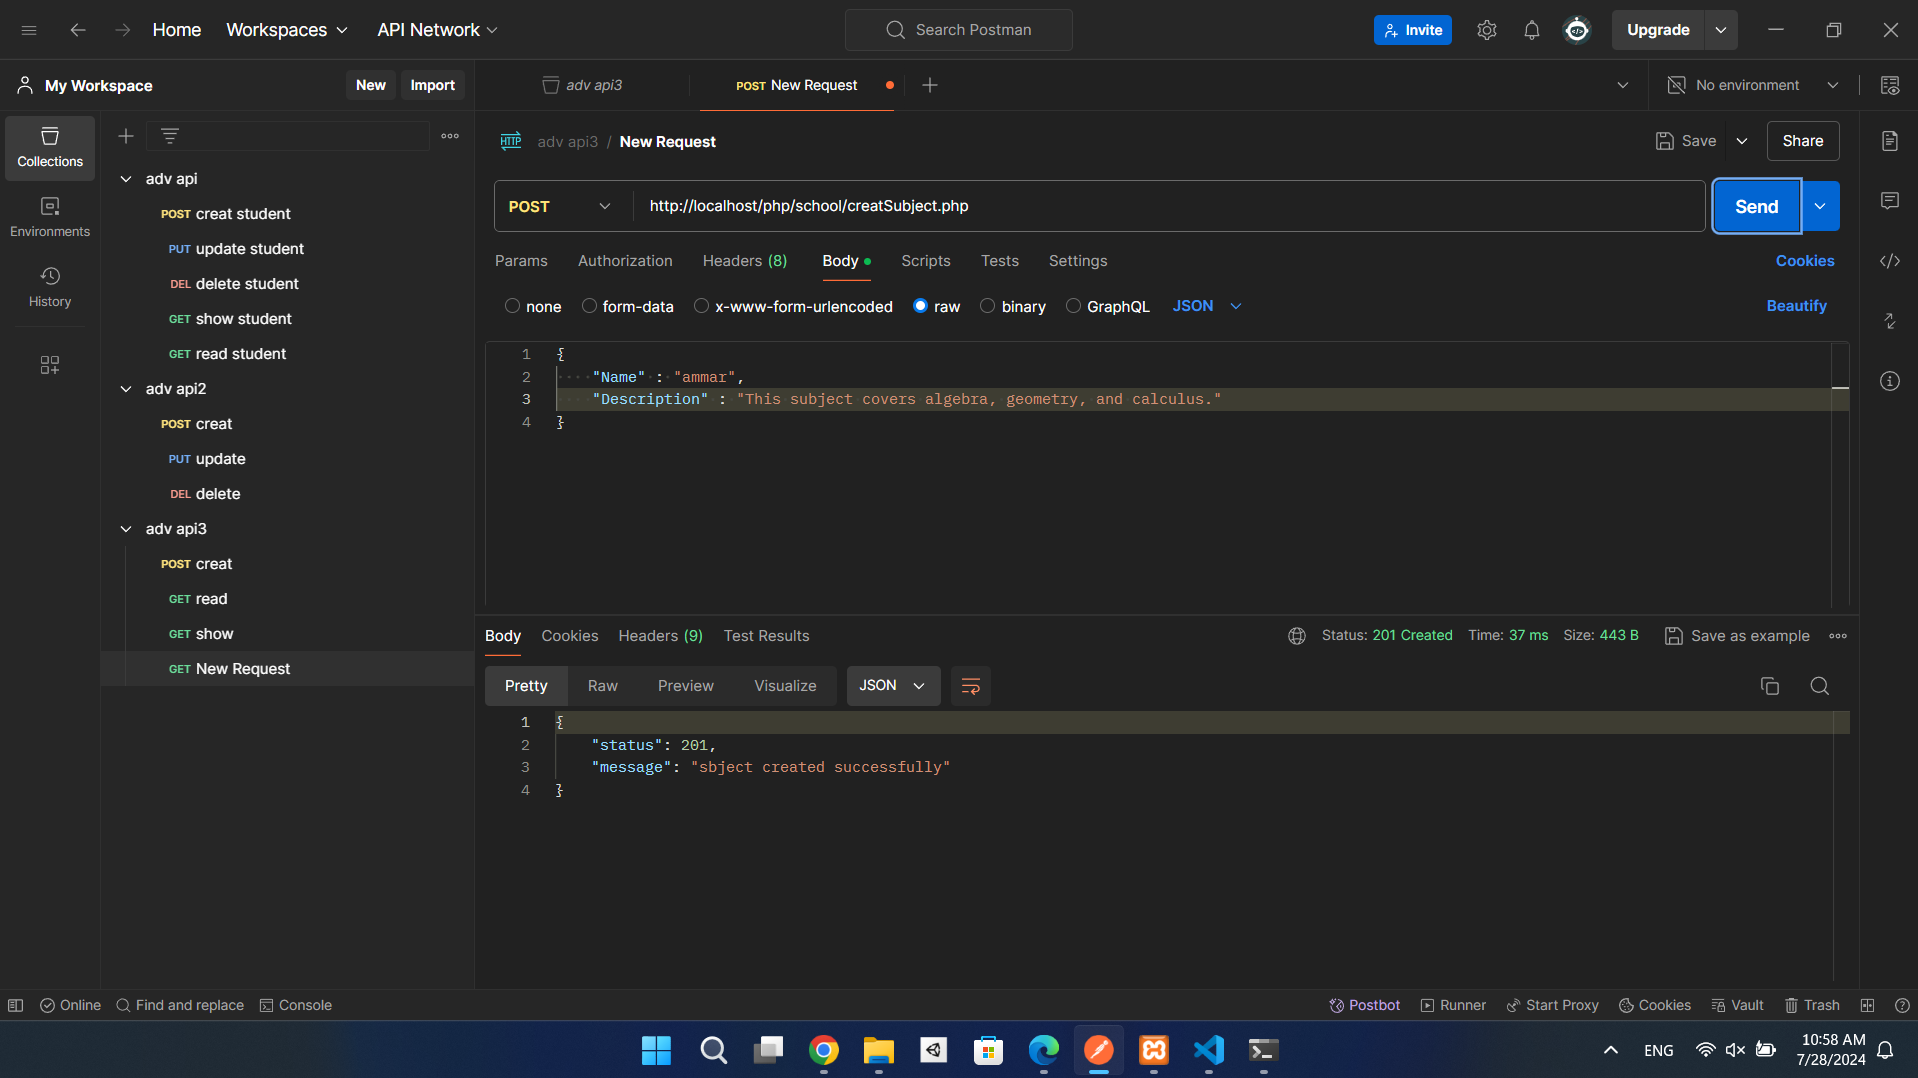 Home Workspaces API Network Search Postman Invite Upgrade
My Workspace New Import adv api3 POST New Request No environment
Collections
Environments
History
adv api
POST creat student
PUT update student
DEL delete student
GET show student
GET read student
adv api2
POST creat
PUT update
DEL delete
adv api3
POST creat
GET read
GET show
GET New Request
HTTP adv api3 / New Request Save Share
POST http://localhost/php/school/creatSubject.php Send
Params Authorization Headers (8) Body Scripts Tests Settings Cookies
none form-data x-www-form-urlencoded raw binary GraphQL JSON Beautify
1 {
2 "Name" : "ammar",
3 "Description" : "This subject covers algebra, geometry, and calculus."
4 }
Body Cookies Headers (9) Test Results Status: 201 Created Time: 37 ms Size: 443 B Save as example
Pretty Raw Preview Visualize JSON
1 {
2 "status": 201,
3 "message": "sbject created successfully"
4 }
Online Find and replace Console Postbot Runner Start Proxy Cookies Vault Trash
ENG 10:58 AM
7/28/2024